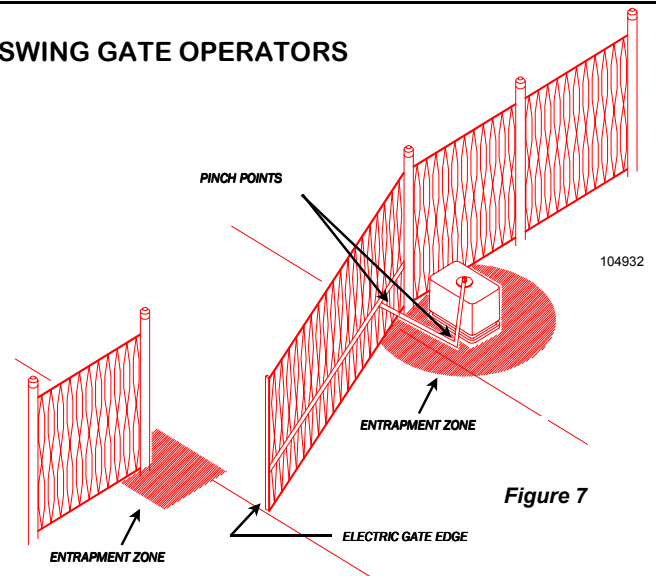 SWING GATE OPERATORS
PINCH POINTS
104932
ENTRAPMENT ZONE
Figure 7
ELECTRIC GATE EDGE
ENTRAPMENT ZONE